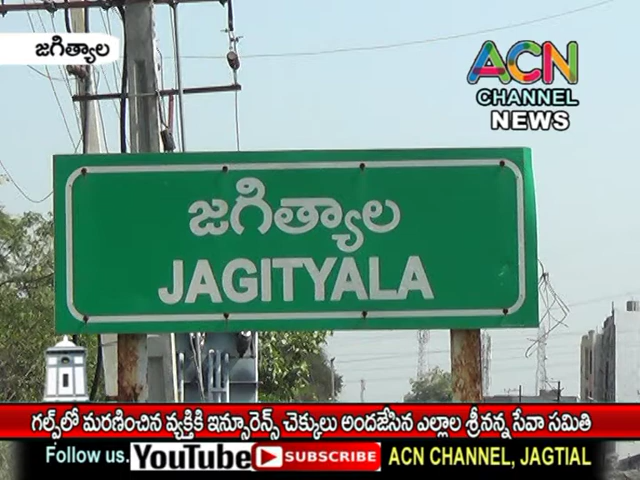 జగిత్యాల
ACN
CHANNEL
NEWS
జగిత్యాల
JAGITYALA
గల్ఫ్‌లో మరణించిన వ్యక్తికి ఇన్సూరెన్స్ చెక్కులు అందజేసిన ఎల్లాల శ్రీనన్న సేవా సమితి
Follow us. YouTube SUBSCRIBE ACN CHANNEL, JAGTIAL